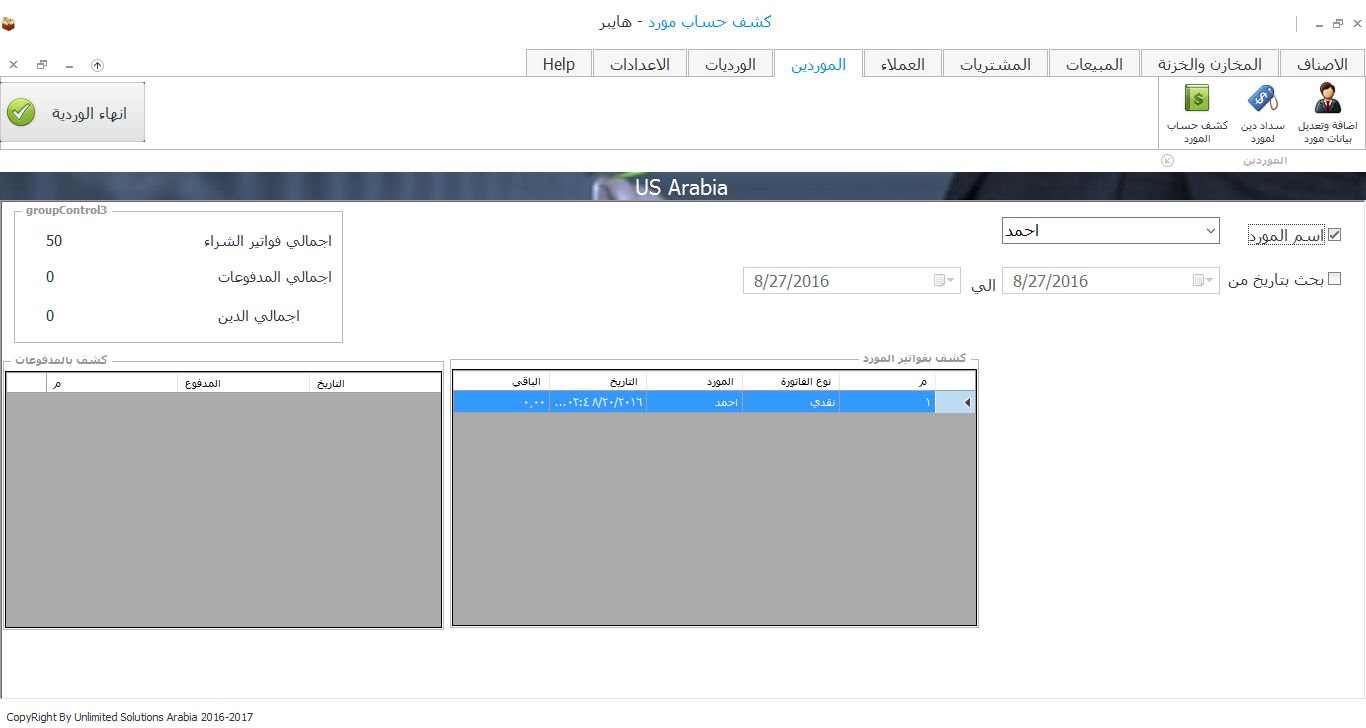 كشف حساب مورد - هايبر
الاصناف
المخازن والخزنة
المبيعات
المشتريات
العملاء
الموردين
الورديات
الاعدادات
Help
اضافة وتعديل
بيانات مورد
سداد دين
لمورد
كشف حساب
المورد
الموردين
انهاء الوردية
US Arabia
اسم المورد
احمد
بحث بتاريخ من
8/27/2016
الي
8/27/2016
groupControl3
اجمالي فواتير الشراء 50
اجمالي المدفوعات 0
اجمالي الدين 0
كشف بفواتير المورد
م نوع الفاتورة المورد التاريخ الباقي
١ نقدي احمد ٨/٢٠/٢٠١٦ ٠٢:٤... ٠,٠٠
كشف بالمدفوعات
التاريخ المدفوع م
CopyRight By Unlimited Solutions Arabia 2016-2017